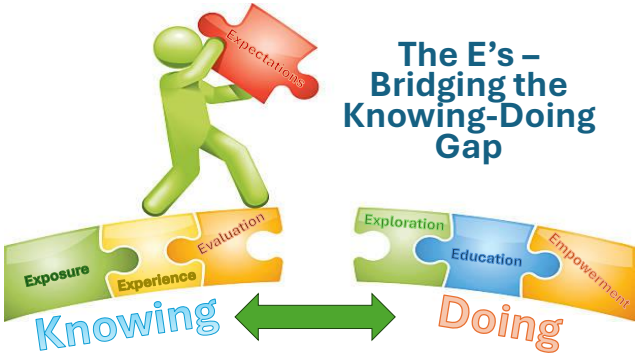 Expectations
The E's –
Bridging the
Knowing-Doing
Gap
Exposure
Experience
Evaluation
Exploration
Education
Empowerment
Knowing
Doing